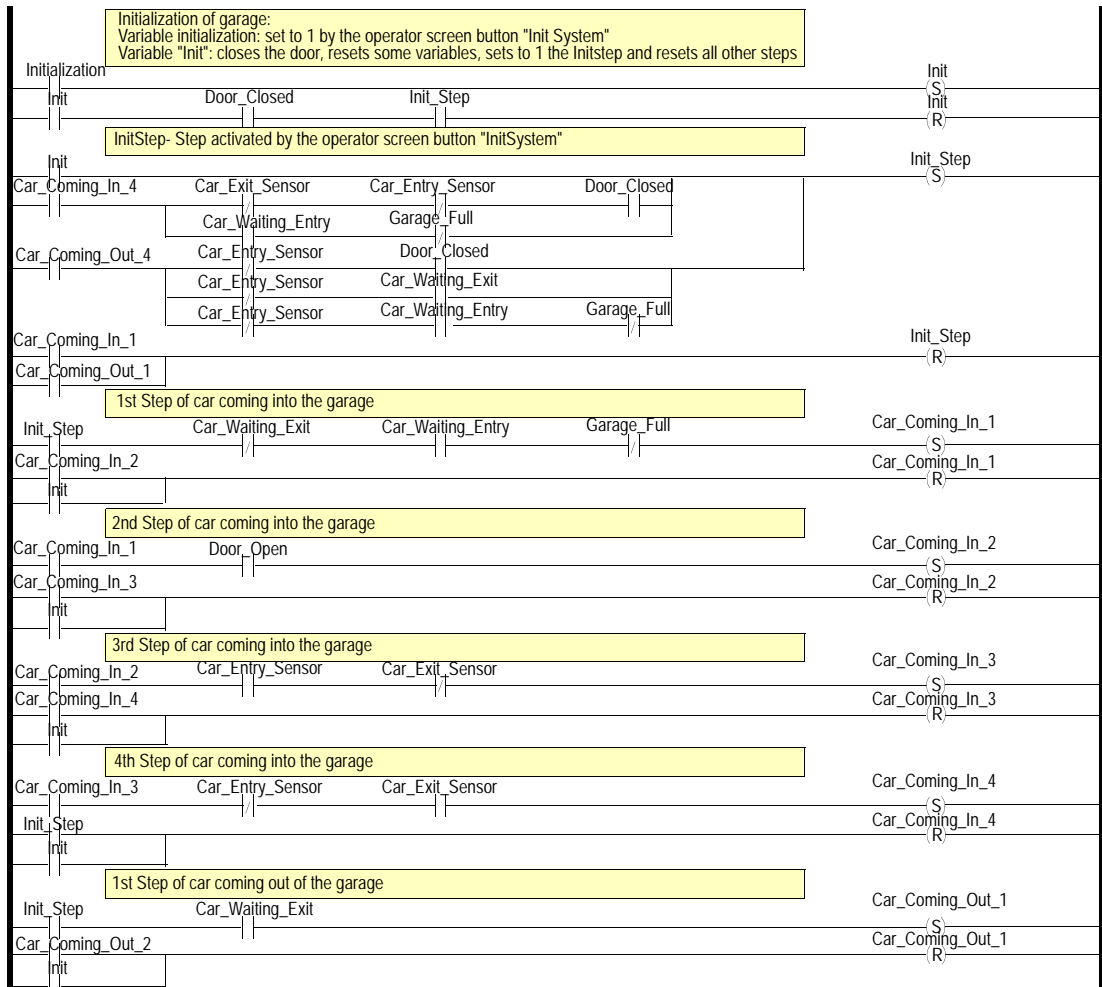 Initialization of garage:
Variable initialization: set to 1 by the operator screen button "Init System"
Variable "Init": closes the door, resets some variables, sets to 1 the Initstep and resets all other steps
Initialization Init
(S)
Init Door_Closed Init_Step Init
(R)
InitStep- Step activated by the operator screen button "InitSystem"
Init Init_Step
(S)
Car_Coming_In_4 Car_Exit_Sensor Car_Entry_Sensor Door_Closed
Car_Waiting_Entry Garage_Full
Car_Coming_Out_4 Car_Entry_Sensor Door_Closed
Car_Entry_Sensor Car_Waiting_Exit
Car_Entry_Sensor Car_Waiting_Entry Garage_Full
Car_Coming_In_1 Init_Step
(R)
Car_Coming_Out_1
1st Step of car coming into the garage
Init_Step Car_Waiting_Exit Car_Waiting_Entry Garage_Full Car_Coming_In_1
(S)
Car_Coming_In_2 Car_Coming_In_1
(R)
Init
2nd Step of car coming into the garage
Car_Coming_In_1 Door_Open Car_Coming_In_2
(S)
Car_Coming_In_3 Car_Coming_In_2
(R)
Init
3rd Step of car coming into the garage
Car_Coming_In_2 Car_Entry_Sensor Car_Exit_Sensor Car_Coming_In_3
(S)
Car_Coming_In_4 Car_Coming_In_3
(R)
Init
4th Step of car coming into the garage
Car_Coming_In_3 Car_Entry_Sensor Car_Exit_Sensor Car_Coming_In_4
(S)
Init_Step Car_Coming_In_4
(R)
Init
1st Step of car coming out of the garage
Init_Step Car_Waiting_Exit Car_Coming_Out_1
(S)
Car_Coming_Out_2 Car_Coming_Out_1
(R)
Init